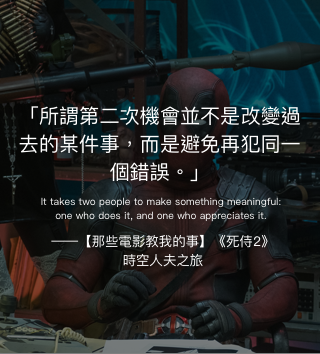 「所謂第二次機會並不是改變過
去的某件事，而是避免再犯同一
個錯誤。」
It takes two people to make something meaningful:
one who does it, and one who appreciates it.
——【那些電影教我的事】《死侍2》
時空人夫之旅